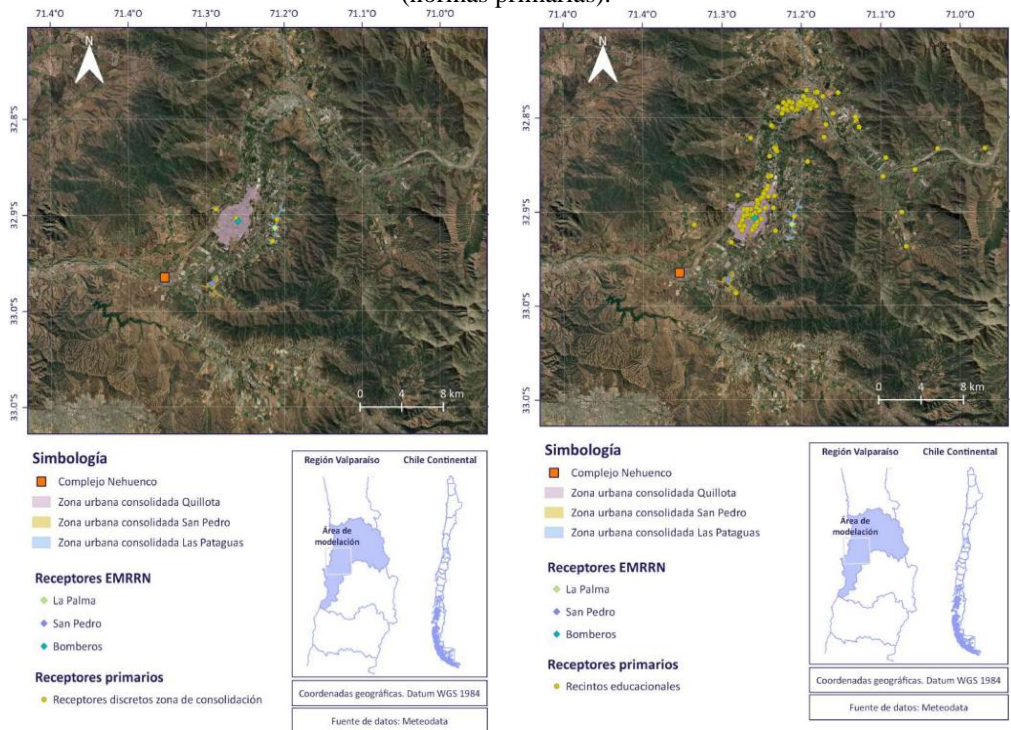 (normas primarias).
71.4° 71.3° 71.2° 71.1° 71.0°
N
32.8°S
32.9°S
33.0°S
33.0°S
0 4 8 km
Simbología
Complejo Nehuenco
Zona urbana consolidada Quillota
Zona urbana consolidada San Pedro
Zona urbana consolidada Las Pataguas
Receptores EMRRN
La Palma
San Pedro
Bomberos
Receptores primarios
Receptores discretos zona de consolidación
Región Valparaíso Chile Continental
Área de
modelación
Coordenadas geográficas. Datum WGS 1984
Fuente de datos: Meteodata
71.4° 71.3° 71.2° 71.1° 71.0°
N
32.8°S
32.9°S
33.0°S
33.0°S
0 4 8 km
71.4° 71.3° 71.2° 71.1° 71.0°
Simbología
Complejo Nehuenco
Zona urbana consolidada Quillota
Zona urbana consolidada San Pedro
Zona urbana consolidada Las Pataguas
Receptores EMRRN
La Palma
San Pedro
Bomberos
Receptores primarios
Recintos educacionales
Región Valparaíso Chile Continental
Área de
modelación
Coordenadas geográficas. Datum WGS 1984
Fuente de datos: Meteodata